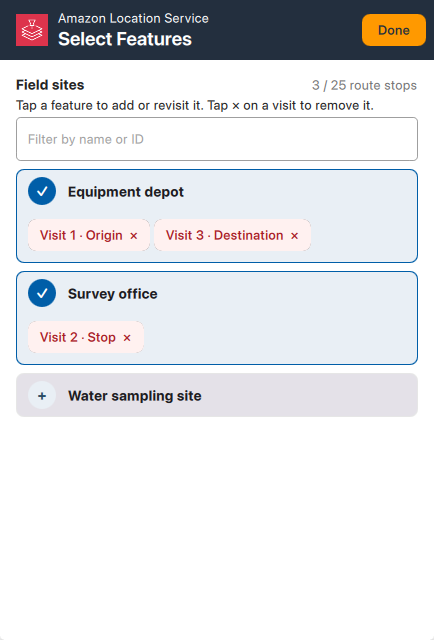 Amazon Location Service
Select Features
Done
Field sites
3 / 25 route stops
Tap a feature to add or revisit it. Tap × on a visit to remove it.
Filter by name or ID
Equipment depot
Visit 1 · Origin ×
Visit 3 · Destination ×
Survey office
Visit 2 · Stop ×
+ Water sampling site